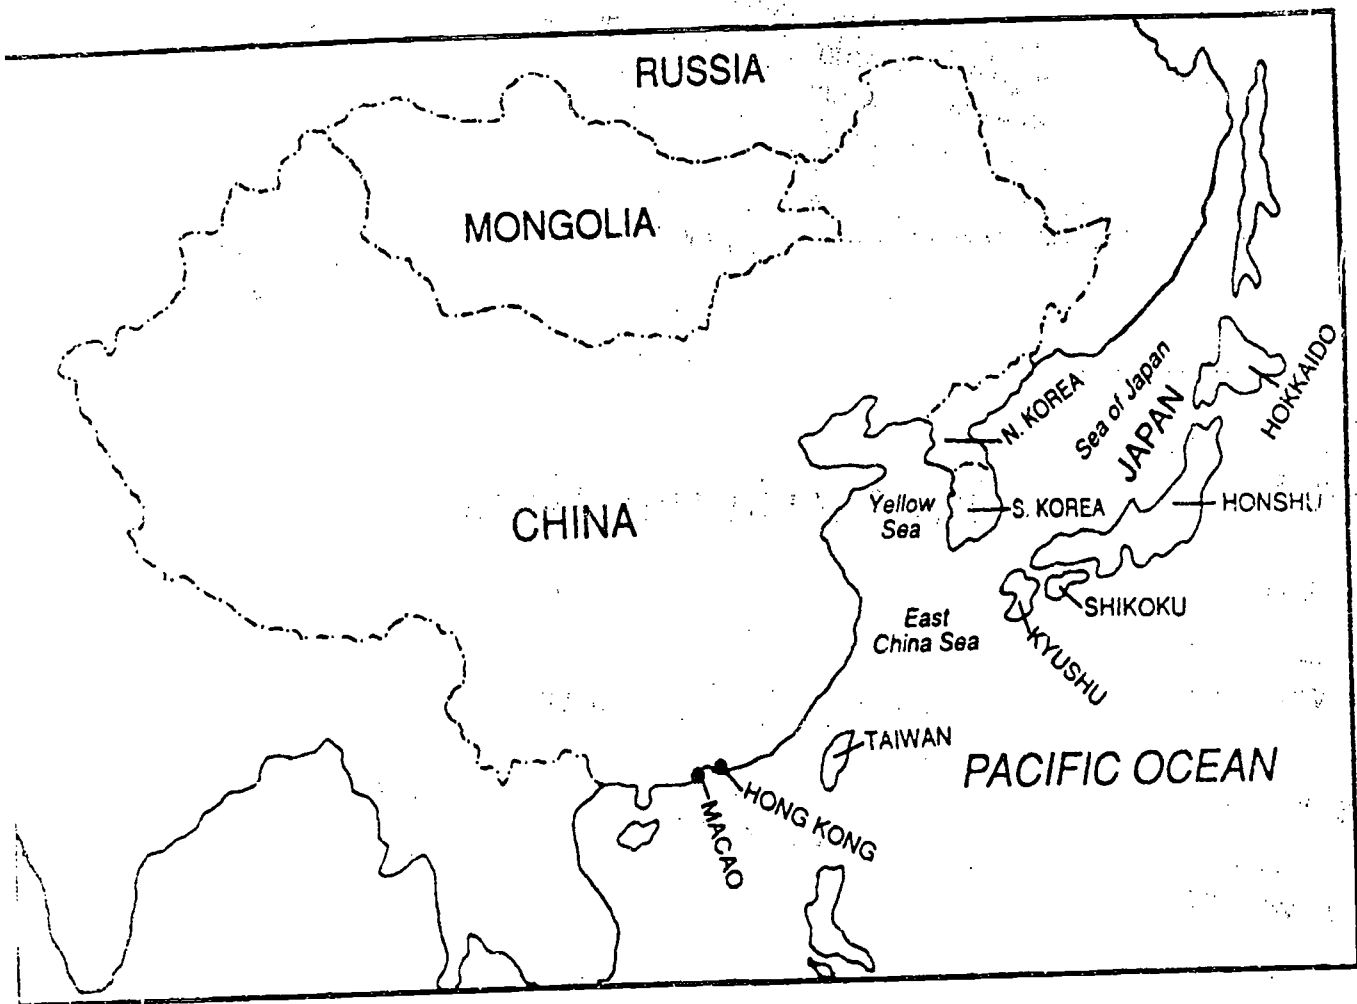 RUSSIA
MONGOLIA
HOKKAIDO
Sea of Japan
JAPAN
N. KOREA
CHINA
Yellow
Sea
S. KOREA
HONSHU
East
China Sea
SHIKOKU
KYUSHU
TAIWAN
PACIFIC OCEAN
HONG KONG
MACAO